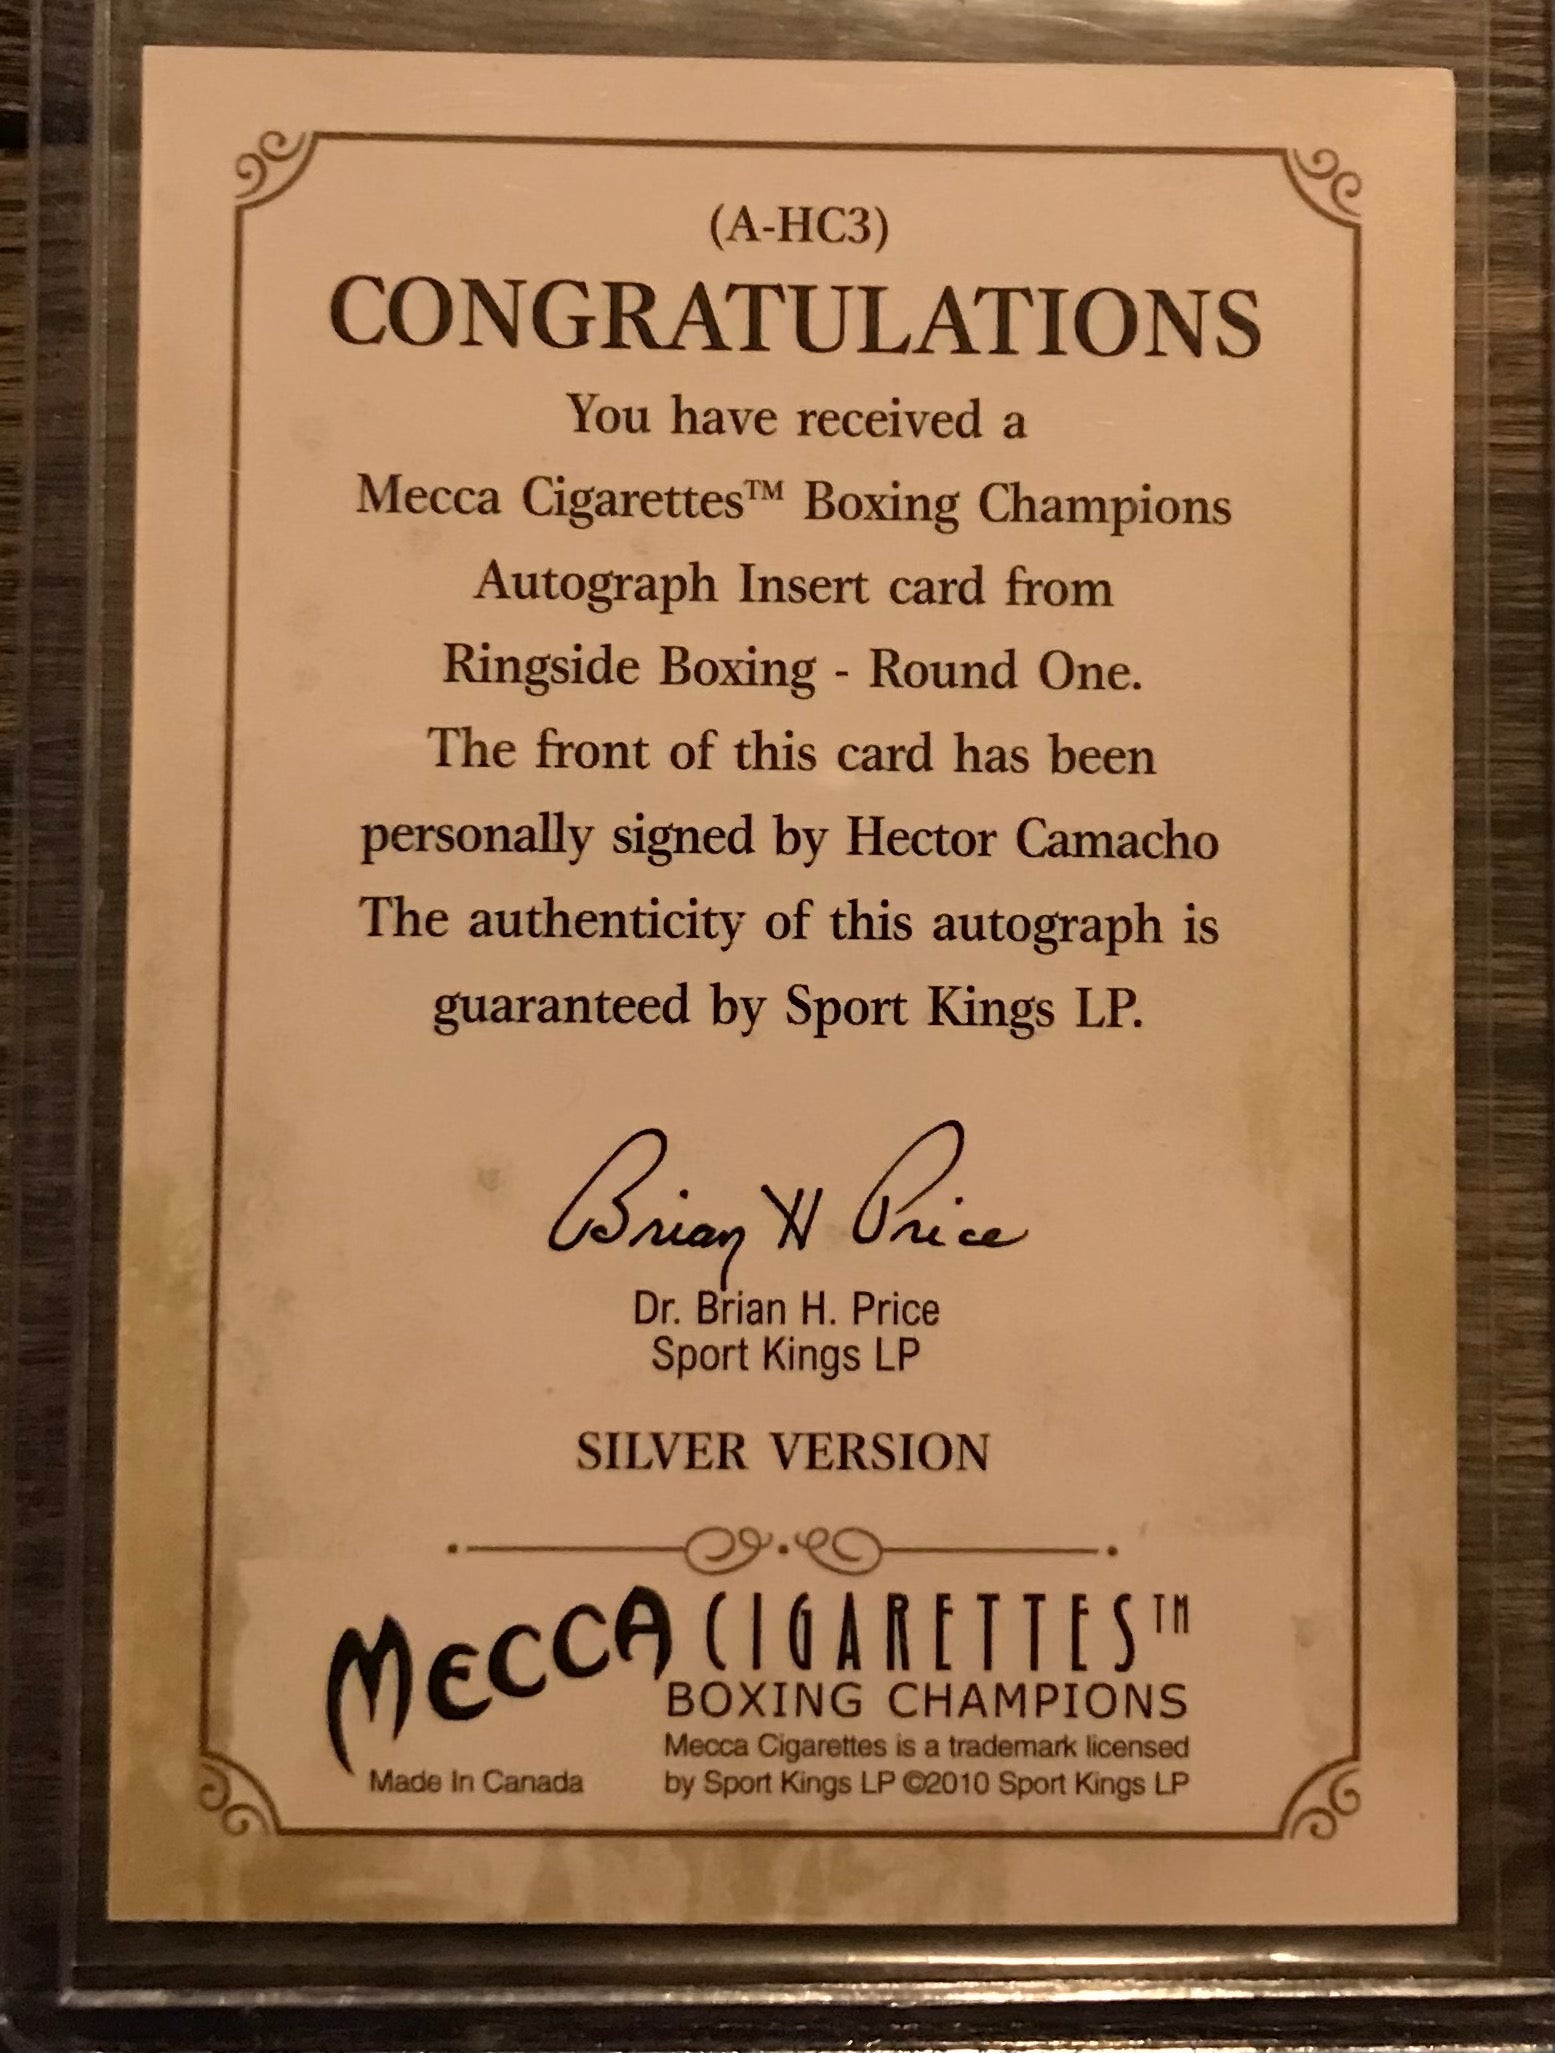 (A-HC3)
CONGRATULATIONS
You have received a
Mecca Cigarettes™ Boxing Champions
Autograph Insert card from
Ringside Boxing - Round One.
The front of this card has been
personally signed by Hector Camacho
The authenticity of this autograph is
guaranteed by Sport Kings LP.
Brian H Price
Dr. Brian H. Price
Sport Kings LP
SILVER VERSION
MECCA CIGARETTES™
BOXING CHAMPIONS
Mecca Cigarettes is a trademark licensed
Made In Canada by Sport Kings LP ©2010 Sport Kings LP